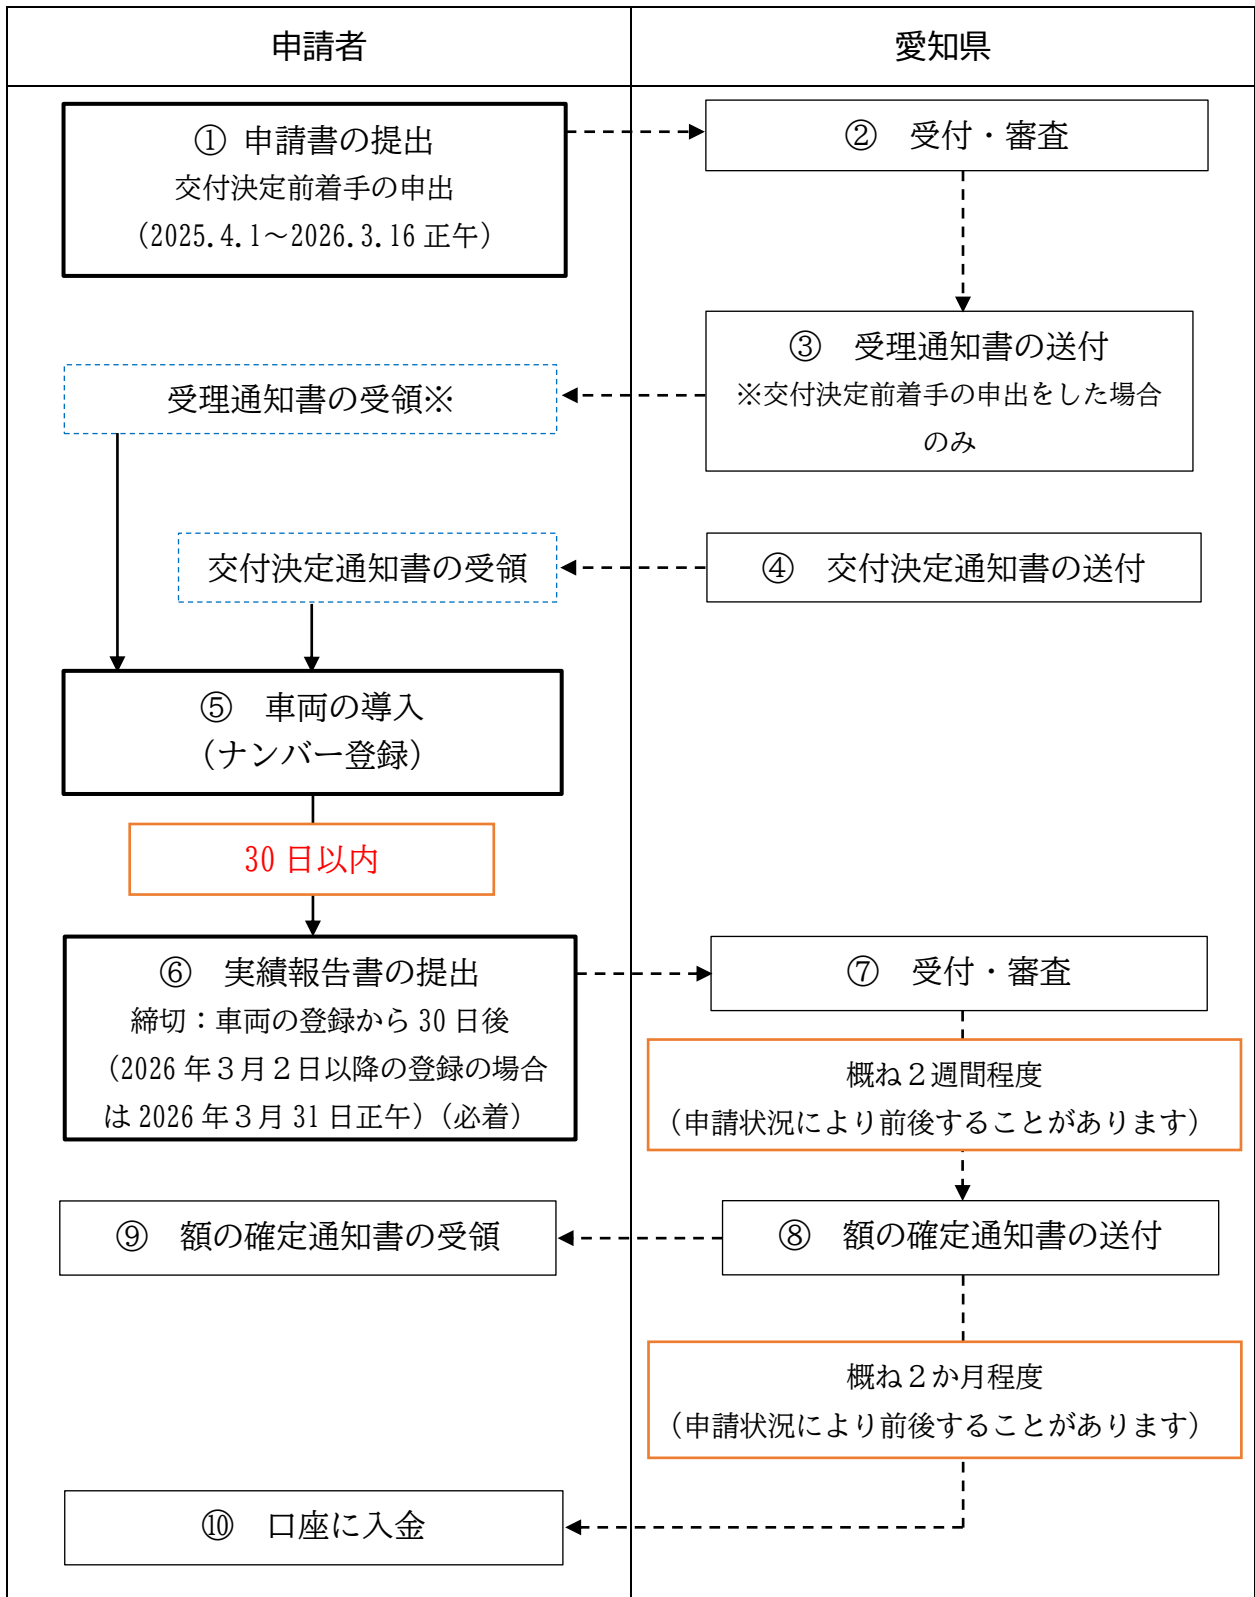 申請者
愛知県
① 申請書の提出
交付決定前着手の申出
（2025.4.1～2026.3.16 正午）
②　受付・審査
③　受理通知書の送付
※交付決定前着手の申出をした場合
のみ
受理通知書の受領※
④　交付決定通知書の送付
交付決定通知書の受領
⑤　車両の導入
（ナンバー登録）
30 日以内
⑥　実績報告書の提出
締切：車両の登録から 30 日後
（2026 年３月２日以降の登録の場合
は 2026 年３月 31 日正午）（必着）
⑦　受付・審査
概ね２週間程度
（申請状況により前後することがあります）
⑧　額の確定通知書の送付
⑨　額の確定通知書の受領
概ね２か月程度
（申請状況により前後することがあります）
⑩　口座に入金